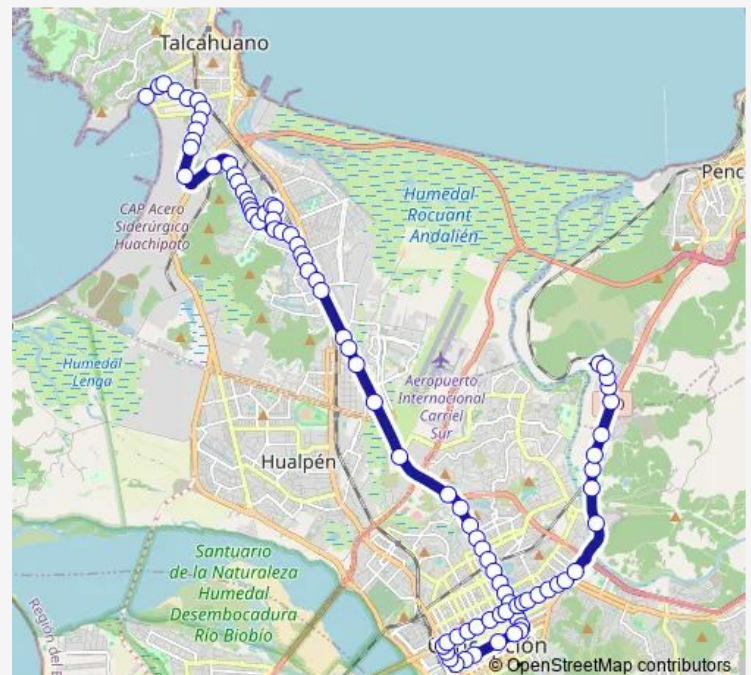 Talcahuano
Penc
Humedal
Rocuant
Andalién
CAP Acero
Siderúrgica
Huachipato
Humedal
Lenga
Aeropuerto
Internacional
Carriel
Sur
Hualpén
Santuario
de la Naturaleza
Humedal
Desembocadura
Río Biobío
Región del B
© OpenStreetMap contributors